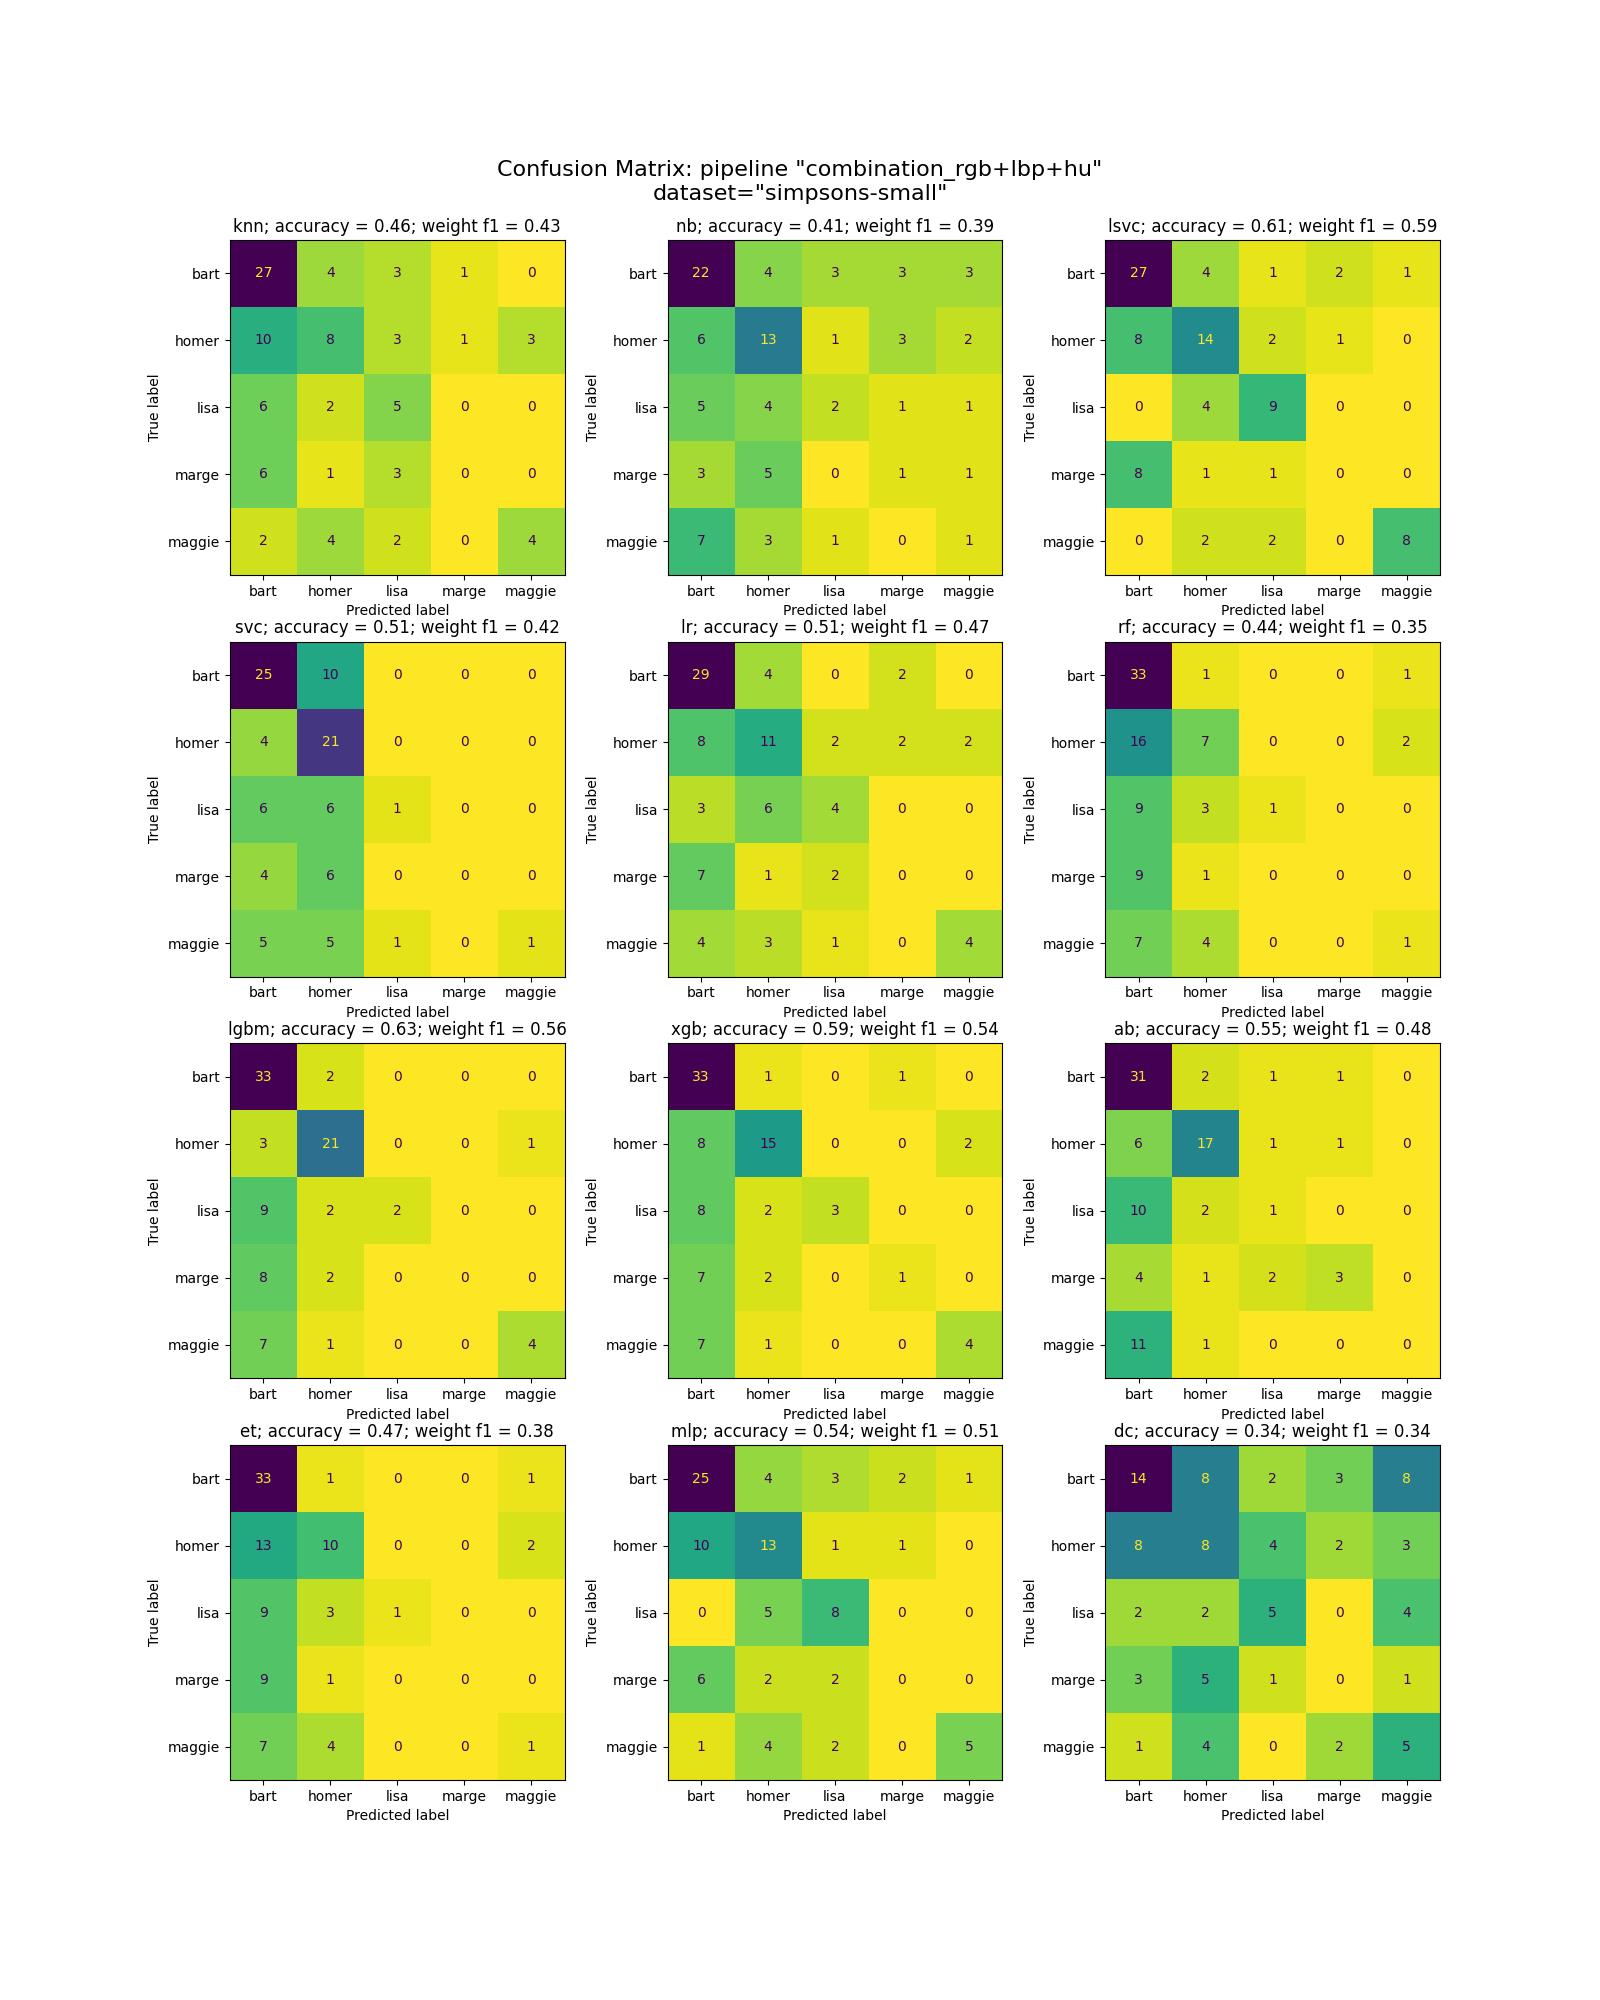 Confusion Matrix: pipeline "combination_rgb+lbp+hu"
dataset="simpsons-small"
knn; accuracy = 0.46; weight f1 = 0.43
True label
bart 27 4 3 1 0
homer 10 8 3 1 3
lisa 6 2 5 0 0
marge 6 1 3 0 0
maggie 2 4 2 0 4
bart homer lisa marge maggie
Predicted label
nb; accuracy = 0.41; weight f1 = 0.39
True label
bart 22 4 3 3 3
homer 6 13 1 3 2
lisa 5 4 2 1 1
marge 3 5 0 1 1
maggie 7 3 1 0 1
bart homer lisa marge maggie
Predicted label
lsvc; accuracy = 0.61; weight f1 = 0.59
True label
bart 27 4 1 2 1
homer 8 14 2 1 0
lisa 0 4 9 0 0
marge 8 1 1 0 0
maggie 0 2 2 0 8
bart homer lisa marge maggie
Predicted label
svc; accuracy = 0.51; weight f1 = 0.42
True label
bart 25 10 0 0 0
homer 4 21 0 0 0
lisa 6 6 1 0 0
marge 4 6 0 0 0
maggie 5 5 1 0 1
bart homer lisa marge maggie
Predicted label
lr; accuracy = 0.51; weight f1 = 0.47
True label
bart 29 4 0 2 0
homer 8 11 2 2 2
lisa 3 6 4 0 0
marge 7 1 2 0 0
maggie 4 3 1 0 4
bart homer lisa marge maggie
Predicted label
rf; accuracy = 0.44; weight f1 = 0.35
True label
bart 33 1 0 0 1
homer 16 7 0 0 2
lisa 9 3 1 0 0
marge 9 1 0 0 0
maggie 7 4 0 0 1
bart homer lisa marge maggie
Predicted label
lgbm; accuracy = 0.63; weight f1 = 0.56
True label
bart 33 2 0 0 0
homer 3 21 0 0 1
lisa 9 2 2 0 0
marge 8 2 0 0 0
maggie 7 1 0 0 4
bart homer lisa marge maggie
Predicted label
xgb; accuracy = 0.59; weight f1 = 0.54
True label
bart 33 1 0 1 0
homer 8 15 0 0 2
lisa 8 2 3 0 0
marge 7 2 0 1 0
maggie 7 1 0 0 4
bart homer lisa marge maggie
Predicted label
ab; accuracy = 0.55; weight f1 = 0.48
True label
bart 31 2 1 1 0
homer 6 17 1 1 0
lisa 10 2 1 0 0
marge 4 1 2 3 0
maggie 11 1 0 0 0
bart homer lisa marge maggie
Predicted label
et; accuracy = 0.47; weight f1 = 0.38
True label
bart 33 1 0 0 1
homer 13 10 0 0 2
lisa 9 3 1 0 0
marge 9 1 0 0 0
maggie 7 4 0 0 1
bart homer lisa marge maggie
Predicted label
mlp; accuracy = 0.54; weight f1 = 0.51
True label
bart 25 4 3 2 1
homer 10 13 1 1 0
lisa 0 5 8 0 0
marge 6 2 2 0 0
maggie 1 4 2 0 5
bart homer lisa marge maggie
Predicted label
dc; accuracy = 0.34; weight f1 = 0.34
True label
bart 14 8 2 3 8
homer 8 8 4 2 3
lisa 2 2 5 0 4
marge 3 5 1 0 1
maggie 1 4 0 2 5
bart homer lisa marge maggie
Predicted label